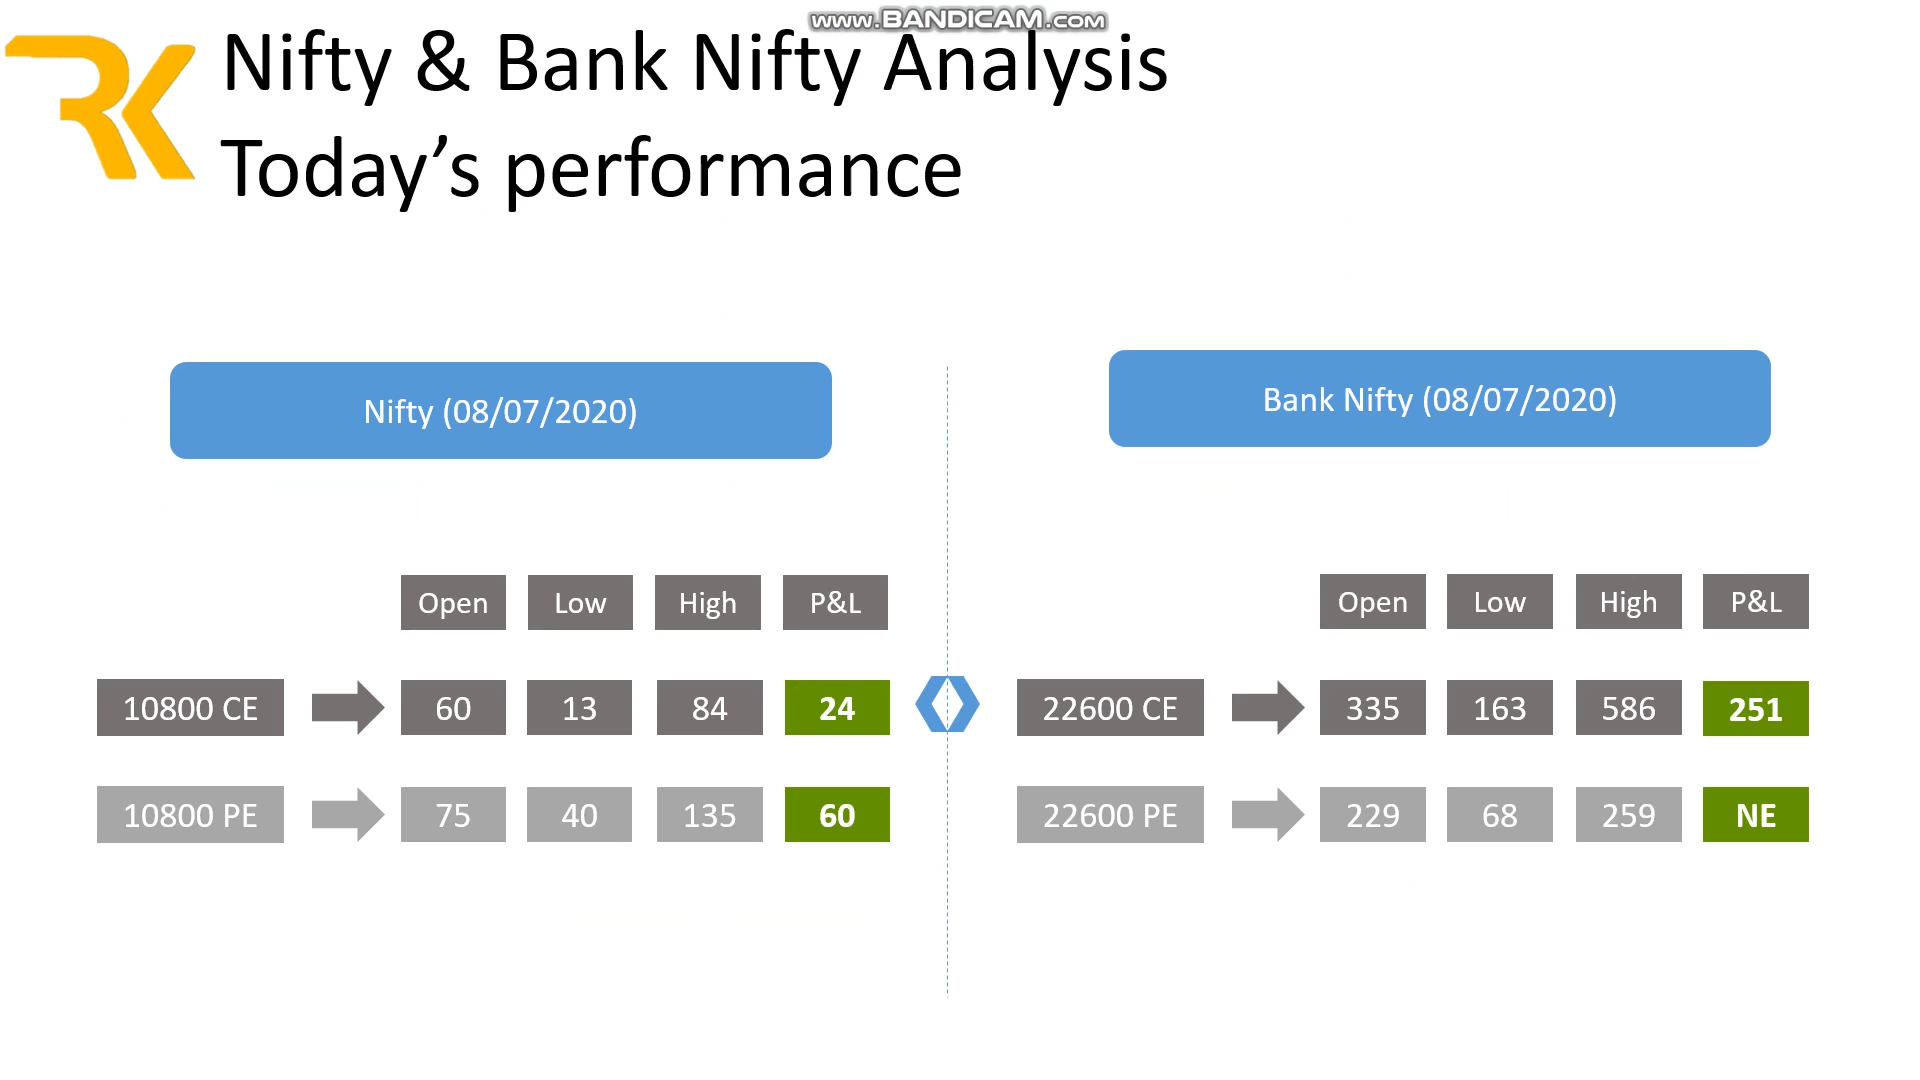 www.BANDICAM.com
RK
Nifty & Bank Nifty Analysis
Today’s performance
Nifty (08/07/2020)
Open Low High P&L
10800 CE 60 13 84 24
10800 PE 75 40 135 60
Bank Nifty (08/07/2020)
Open Low High P&L
22600 CE 335 163 586 251
22600 PE 229 68 259 NE